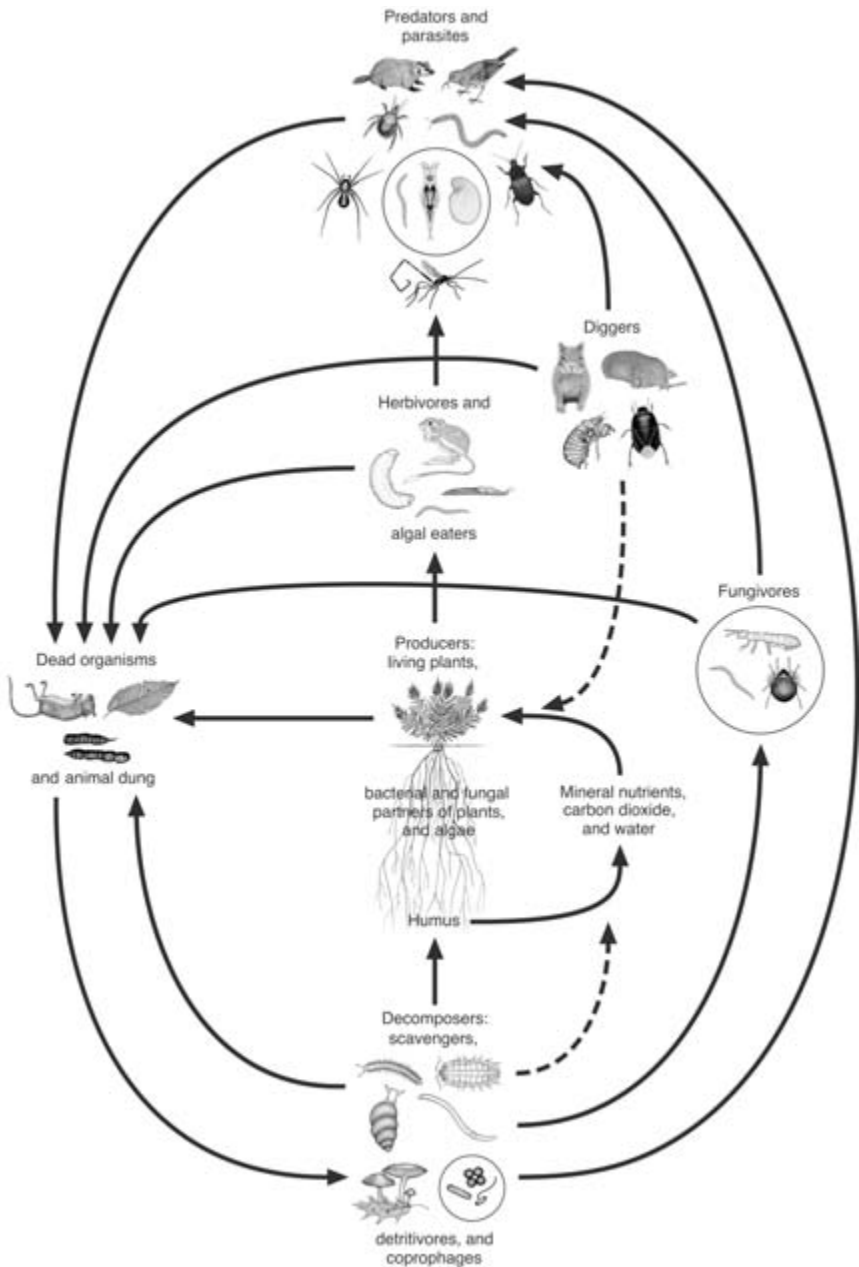 Predators and
parasites
Diggers
Herbivores and
algal eaters
Fungivores
Producers:
living plants,
Dead organisms
and animal dung
bacterial and fungal
partners of plants,
and algae
Mineral nutrients,
carbon dioxide,
and water
Humus
Decomposers:
scavengers,
detritivores, and
coprophages